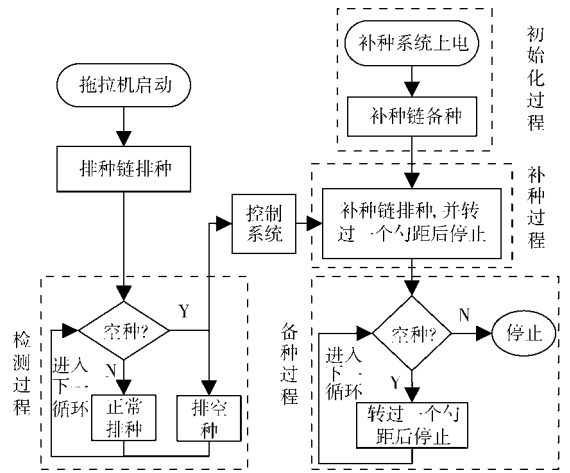 拖拉机启动
排种链排种
空种?
Y
N
进入
下一
循环
正常
排种
排空
种
检测过程
控制
系统
补种系统上电
补种链备种
初始化过程
补种链排种,并转
过一个勺距后停止
补种过程
空种?
N
停止
Y
进入
下一
循环
转过一个勺
距后停止
备种过程